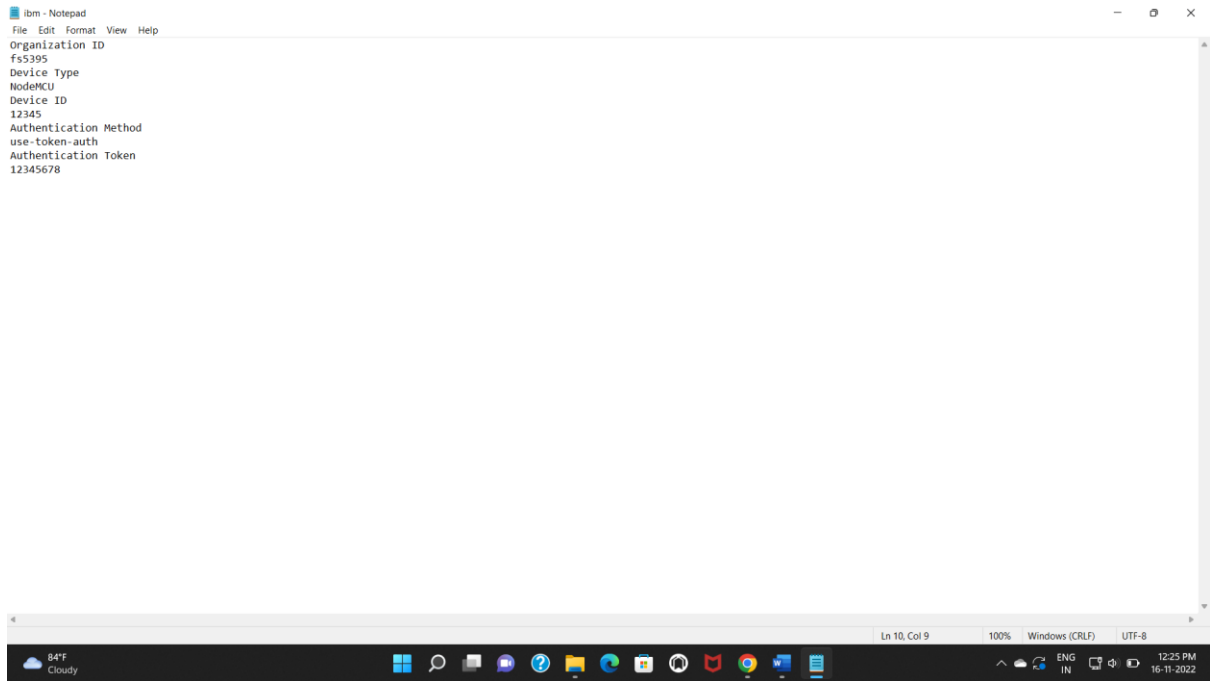 ibm - Notepad
File Edit Format View Help
Organization ID
fs5395
Device Type
NodeMCU
Device ID
12345
Authentication Method
use-token-auth
Authentication Token
12345678
Ln 10, Col 9 100% Windows (CRLF) UTF-8
84°F
Cloudy
ENG
IN
12:25 PM
16-11-2022